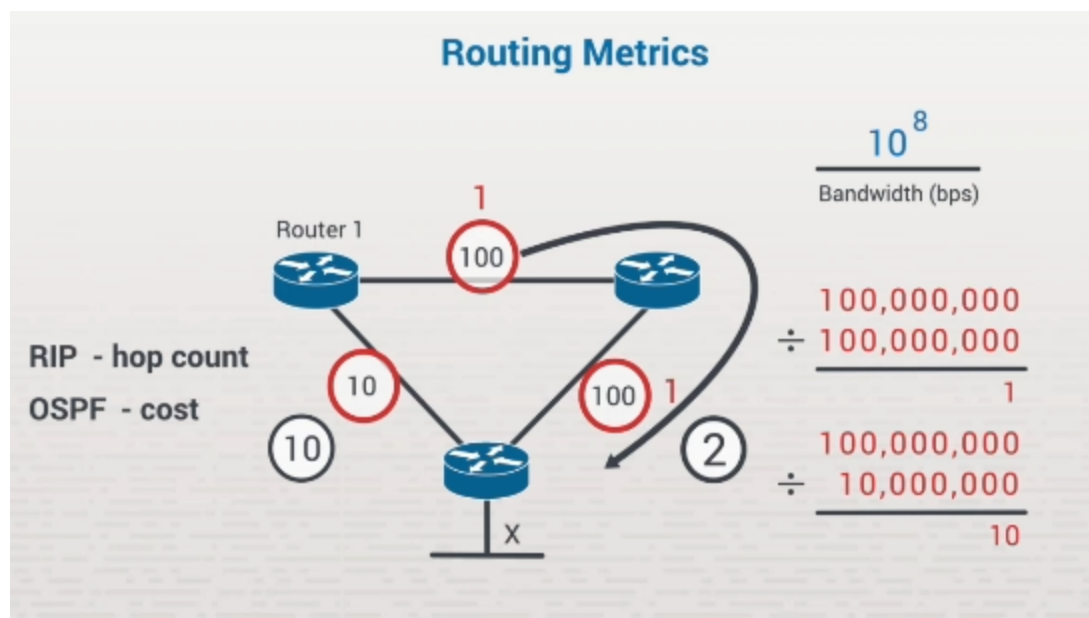 Routing Metrics
10^8
Bandwidth (bps)
1
Router 1
100
100,000,000
÷ 100,000,000
1
RIP - hop count
OSPF - cost
10
100
1
10
2
100,000,000
÷ 10,000,000
10
X